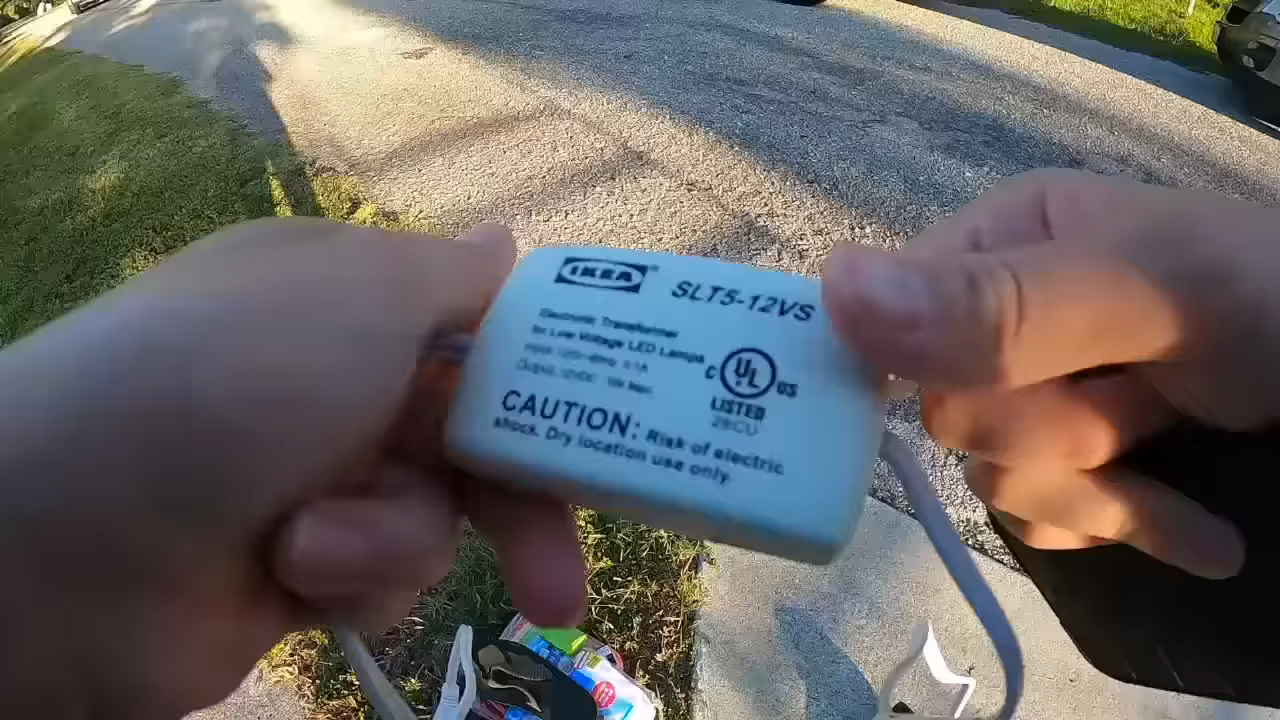 IKEA®
SLT5-12VS
Electronic Transformer
for Low Voltage LED Lamps
C UL US
LISTED
CAUTION: Risk of electric
shock. Dry location use only.